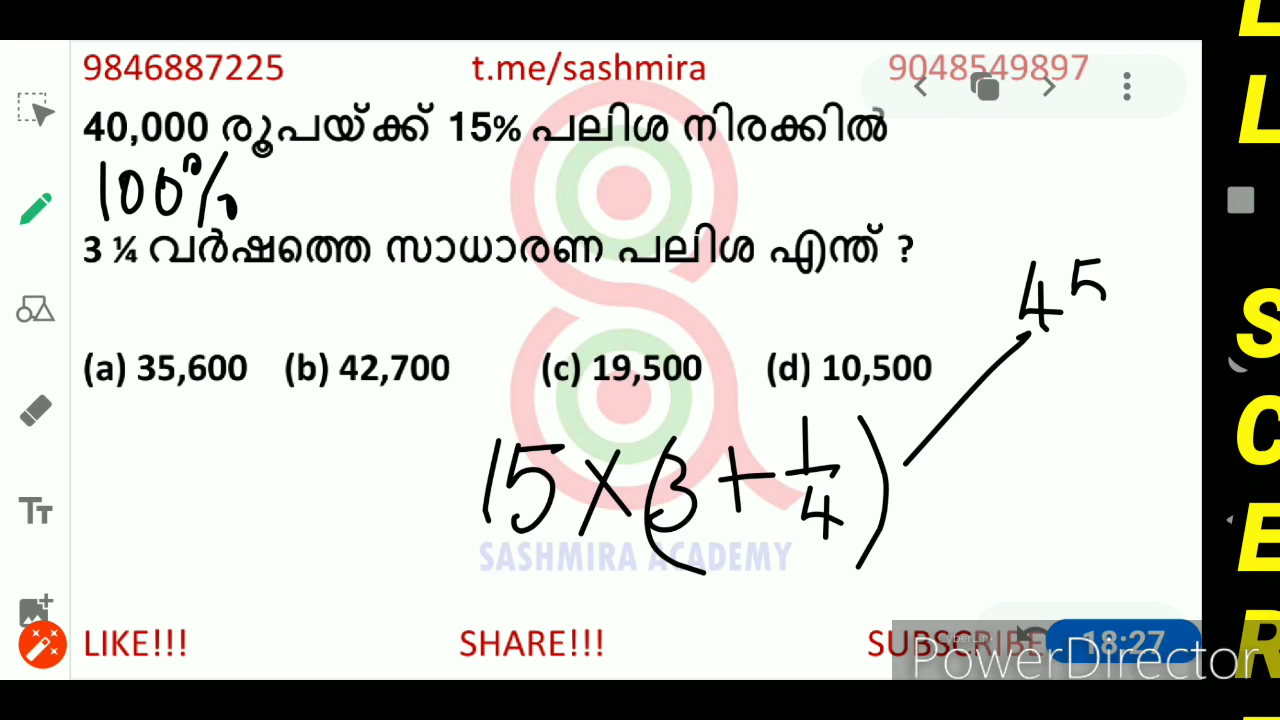 9846887225 t.me/sashmira 9048549897
40,000 രൂപയ്ക്ക് 15% പലിശ നിരക്കിൽ
100%
3 ¼ വർഷത്തെ സാധാരണ പലിശ എന്ത് ?
45
(a) 35,600 (b) 42,700 (c) 19,500 (d) 10,500
15 × (3 + 1/4)
SASHMIRA ACADEMY
LIKE!!! SHARE!!! SUBSCRIBE
18:27
CyberLink
PowerDirector
L
S
C
E
R